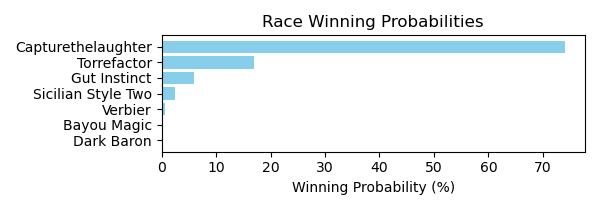 Race Winning Probabilities
Capturethelaughter
Torrefactor
Gut Instinct
Sicilian Style Two
Verbier
Bayou Magic
Dark Baron
0 10 20 30 40 50 60 70
Winning Probability (%)